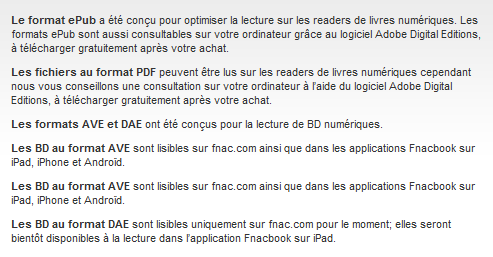 Le format ePub a été conçu pour optimiser la lecture sur les readers de livres numériques. Les
formats ePub sont aussi consultables sur votre ordinateur grâce au logiciel Adobe Digital Editions,
à télécharger gratuitement après votre achat.
Les fichiers au format PDF peuvent être lus sur les readers de livres numériques cependant
nous vous conseillons une consultation sur votre ordinateur à l'aide du logiciel Adobe Digital
Editions, à télécharger gratuitement après votre achat.
Les formats AVE et DAE ont été conçus pour la lecture de BD numériques.
Les BD au format AVE sont lisibles sur fnac.com ainsi que dans les applications Fnacbook sur
iPad, iPhone et Androïd.
Les BD au format AVE sont lisibles sur fnac.com ainsi que dans les applications Fnacbook sur
iPad, iPhone et Androïd.
Les BD au format DAE sont lisibles uniquement sur fnac.com pour le moment; elles seront
bientôt disponibles à la lecture dans l'application Fnacbook sur iPad.